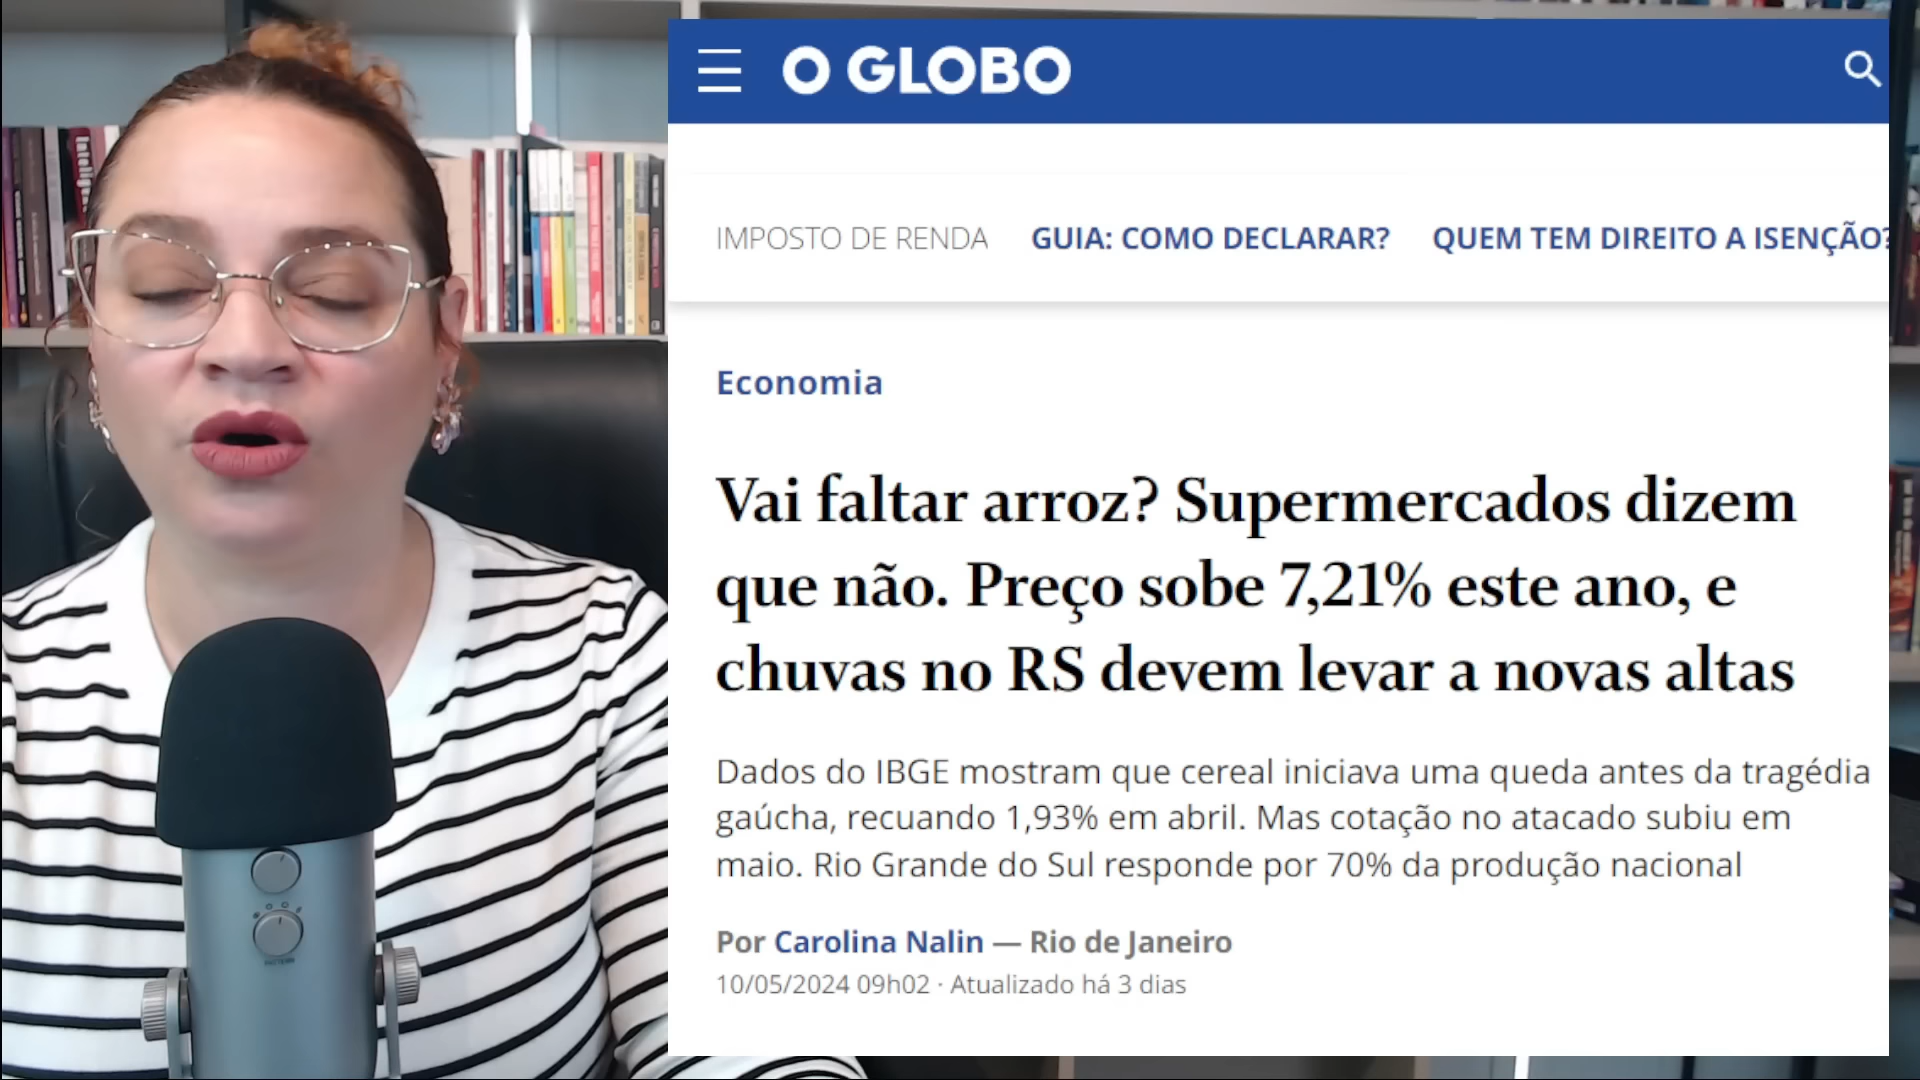 O GLOBO
IMPOSTO DE RENDA GUIA: COMO DECLARAR? QUEM TEM DIREITO A ISENÇÃO?
Economia
Vai faltar arroz? Supermercados dizem
que não. Preço sobe 7,21% este ano, e
chuvas no RS devem levar a novas altas
Dados do IBGE mostram que cereal iniciava uma queda antes da tragédia
gaúcha, recuando 1,93% em abril. Mas cotação no atacado subiu em
maio. Rio Grande do Sul responde por 70% da produção nacional
Por Carolina Nalin — Rio de Janeiro
10/05/2024 09h02 · Atualizado há 3 dias
PATTERN